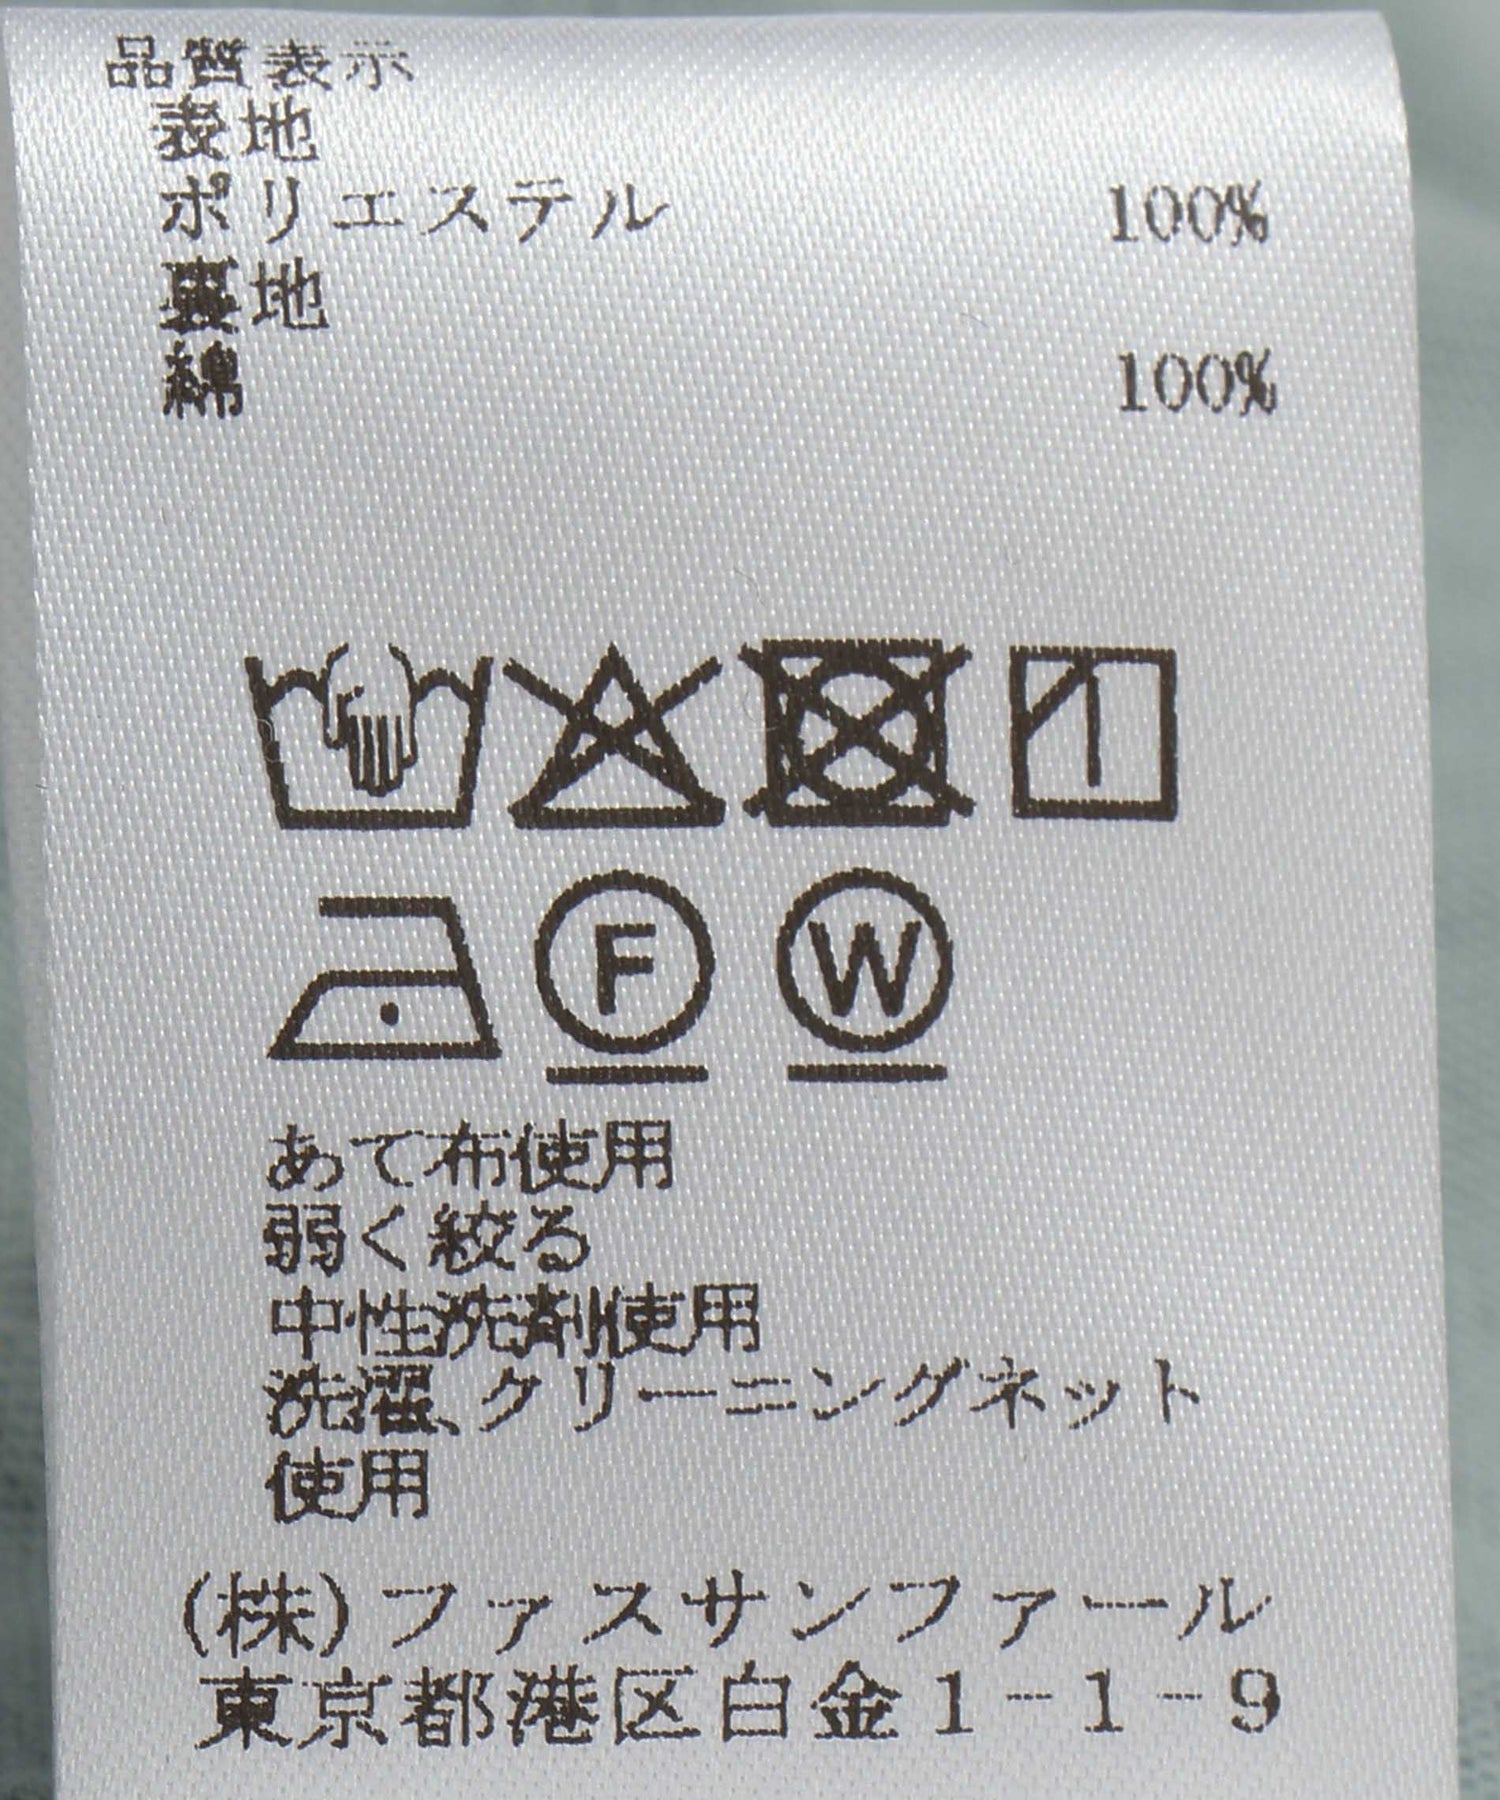 品質表示
表地
ポリエステル 100%
裏地
綿 100%
F W
あて布使用
弱く絞る
中性洗剤使用
洗濯、クリーニングネット
使用
(株)ファスサンファール
東京都港区白金1-1-9